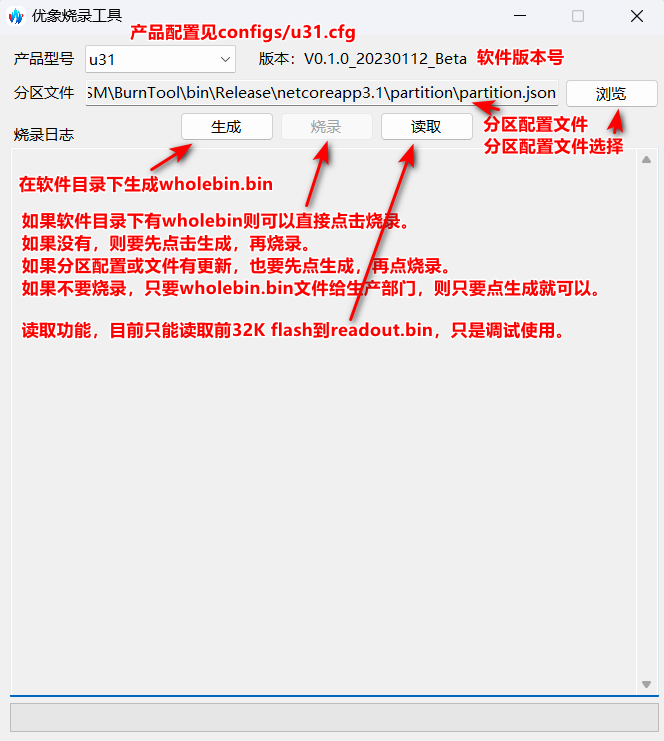 优象烧录工具
产品配置见configs/u31.cfg
产品型号 u31 版本：V0.1.0_20230112_Beta 软件版本号
分区文件 :SM\BurnTool\bin\Release\netcoreapp3.1\partition\partition.json 浏览
烧录日志 生成 烧录 读取 分区配置文件
分区配置文件选择
在软件目录下生成wholebin.bin
如果软件目录下有wholebin则可以直接点击烧录。
如果没有，则要先点击生成，再烧录。
如果分区配置或文件有更新，也要先点生成，再点烧录。
如果不要烧录，只要wholebin.bin文件给生产部门，则只要点生成就可以。
读取功能，目前只能读取前32K flash到readout.bin，只是调试使用。